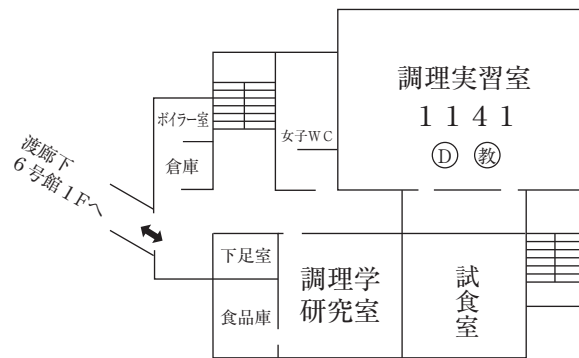 調理実習室
1141
Ⓓ ㊙教
ボイラー室
女子WC
倉庫
渡廊下
6号館1Fへ
下足室
調理学
研究室
試食室
食品庫